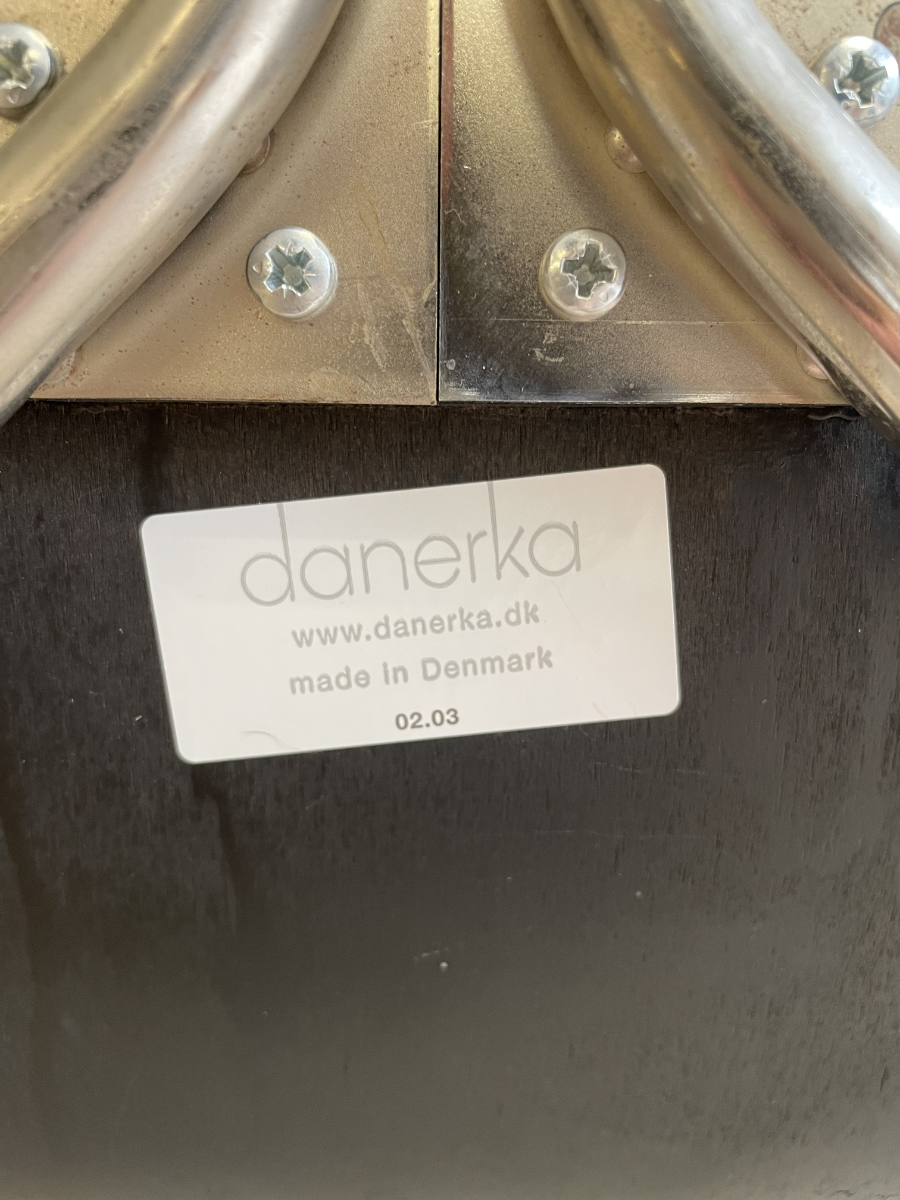 danerka
www.danerka.dk
made in Denmark
02.03